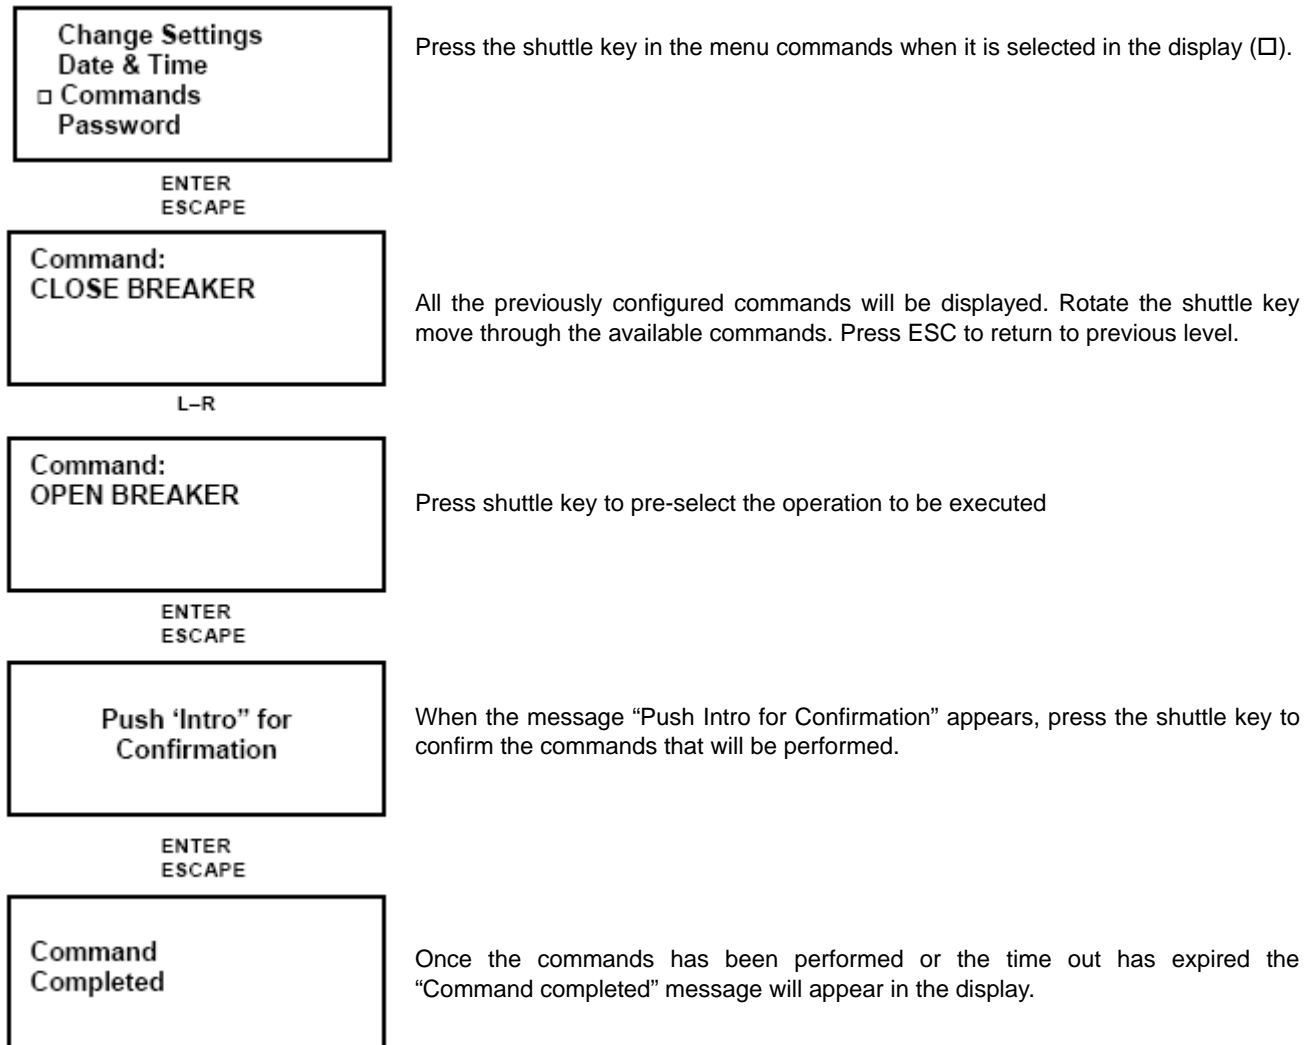 Change Settings
Date & Time
□ Commands
Password
Press the shuttle key in the menu commands when it is selected in the display (□).
ENTER
ESCAPE
Command:
CLOSE BREAKER
All the previously configured commands will be displayed. Rotate the shuttle key
move through the available commands. Press ESC to return to previous level.
L–R
Command:
OPEN BREAKER
Press shuttle key to pre-select the operation to be executed
ENTER
ESCAPE
Push ‘Intro” for
Confirmation
When the message “Push Intro for Confirmation” appears, press the shuttle key to
confirm the commands that will be performed.
ENTER
ESCAPE
Command
Completed
Once the commands has been performed or the time out has expired the
“Command completed” message will appear in the display.